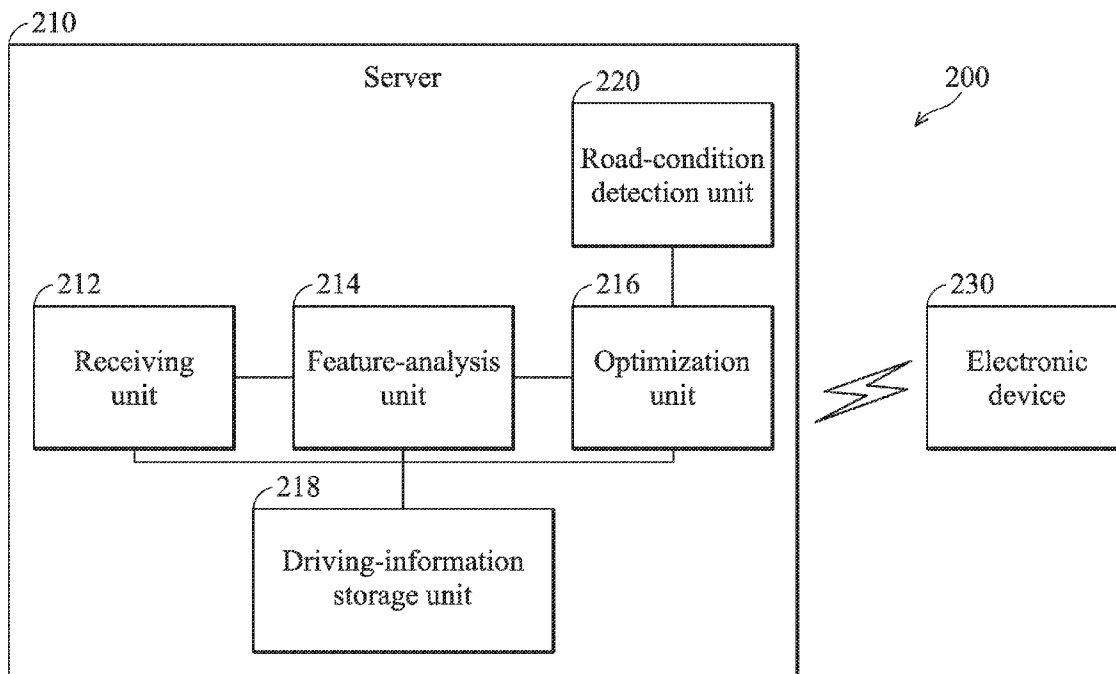 210
Server
200
220
Road-condition
detection unit
212
Receiving
unit
214
Feature-analysis
unit
216
Optimization
unit
230
Electronic
device
218
Driving-information
storage unit